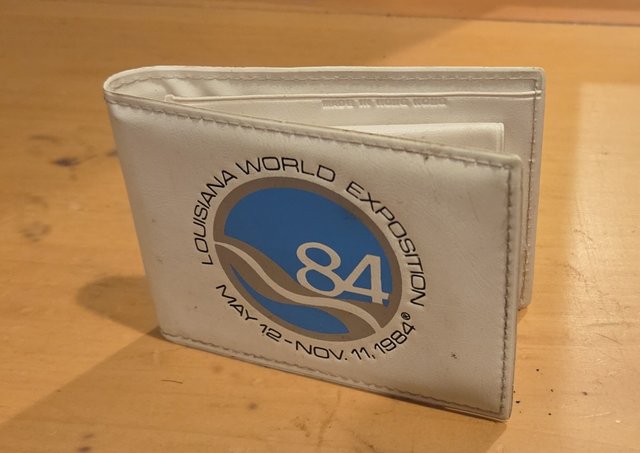 MADE IN HONG KONG
LOUISIANA WORLD EXPOSITION
84
MAY 12-NOV. 11, 1984®